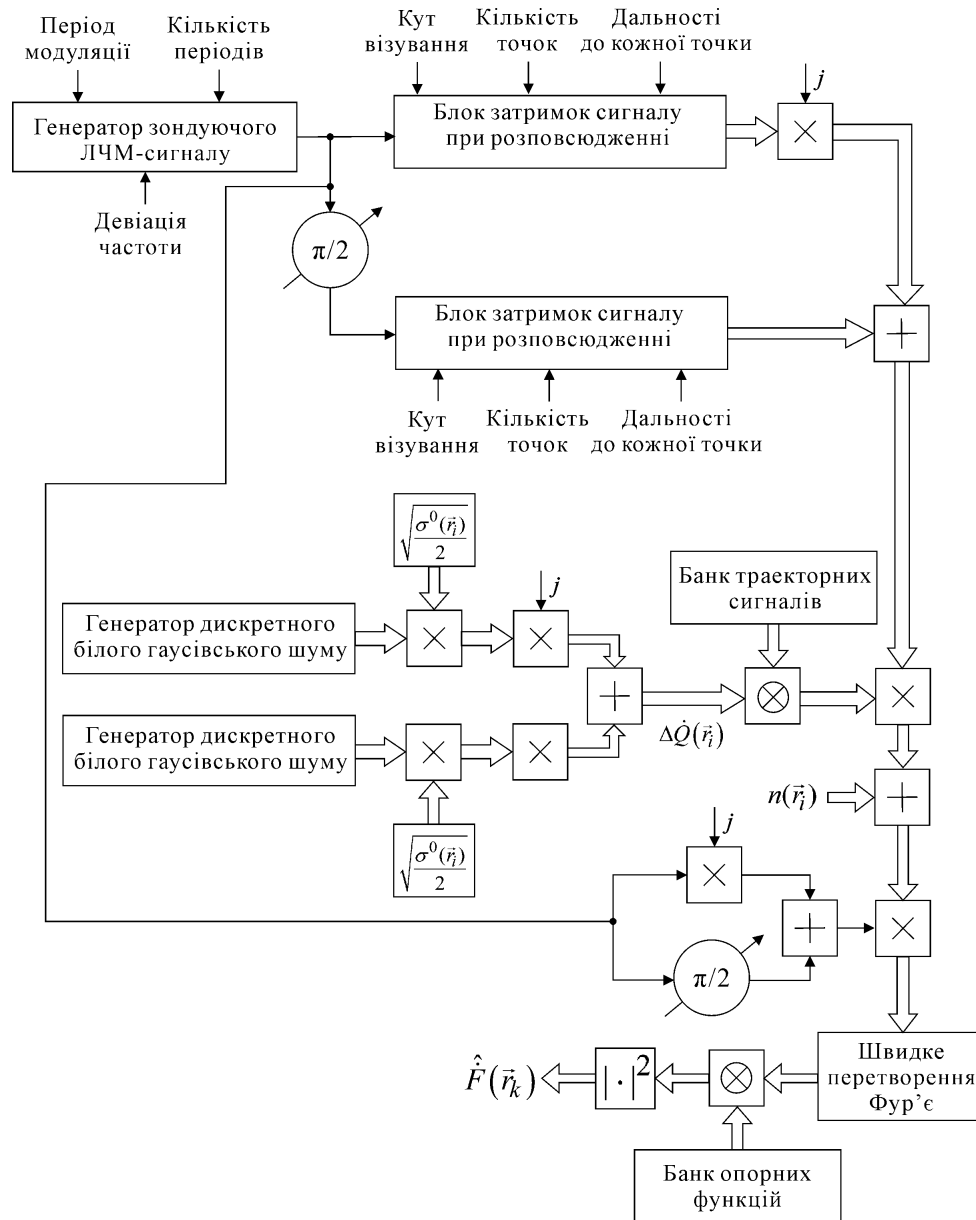 Період
модуляції
Кількість
періодів
Кут
візування
Кількість
точок
Дальності
до кожної точки
j
Генератор зондуючого
ЛЧМ-сигналу
Блок затримок сигналу
при розповсюдженні
×
Девіація
частоти
π/2
Блок затримок сигналу
при розповсюдженні
+
Кут
візування
Кількість
точок
Дальності
до кожної точки
√(σ⁰(r⃗ᵢ)/2)
j
Банк траекторних
сигналів
Генератор дискретного
білого гаусівського шуму
×
×
+
⊗
×
ΔQ̇(r⃗ᵢ)
Генератор дискретного
білого гаусівського шуму
×
×
n(r⃗ᵢ)
+
√(σ⁰(r⃗ᵢ)/2)
j
×
+
×
π/2
Швидке
перетворення
Фур’є
⊗
|·|²
F̂̇(r⃗ₖ)
Банк опорних
функцій